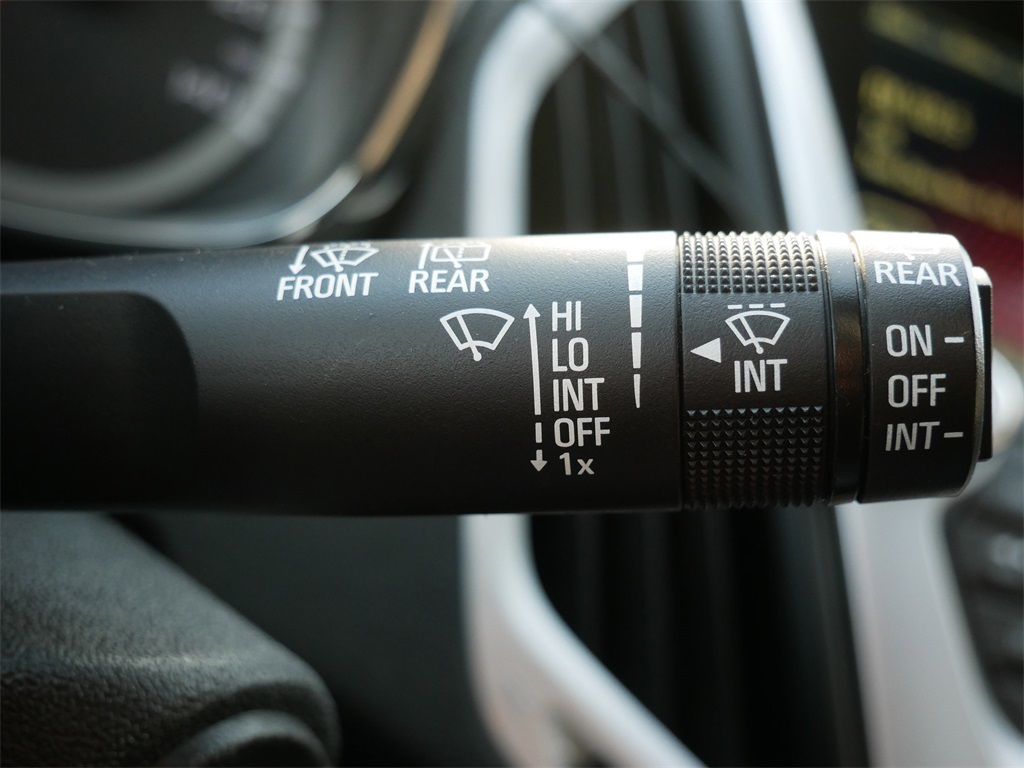 FRONT
REAR
HI
LO
INT
OFF
1x
INT
REAR
ON
OFF
INT